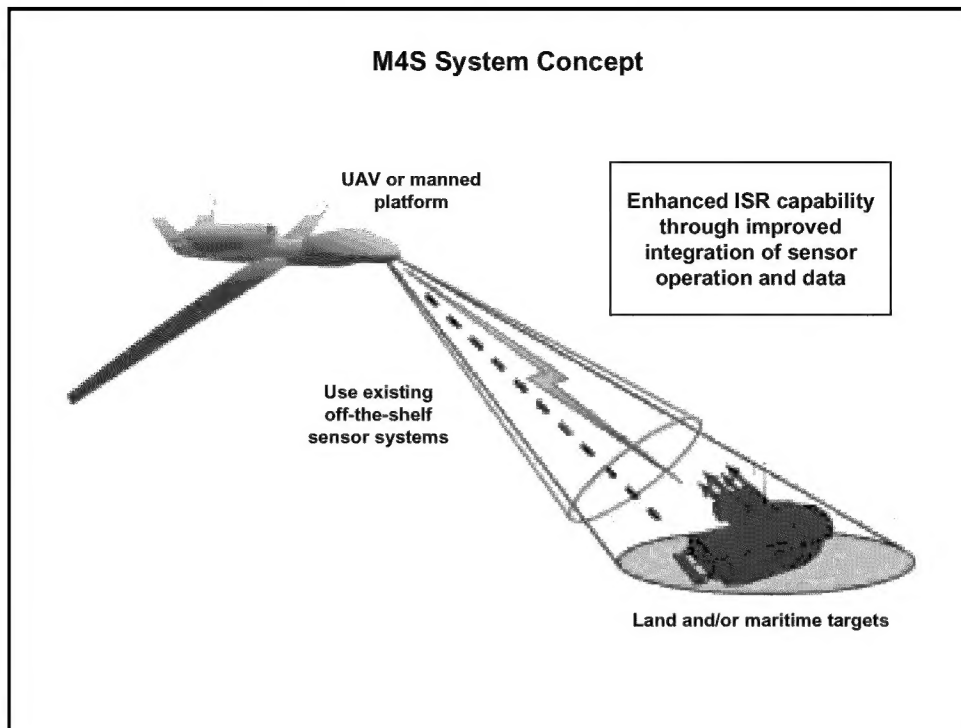 M4S System Concept
UAV or manned
platform
Enhanced ISR capability
through improved
integration of sensor
operation and data
Use existing
off-the-shelf
sensor systems
Land and/or maritime targets